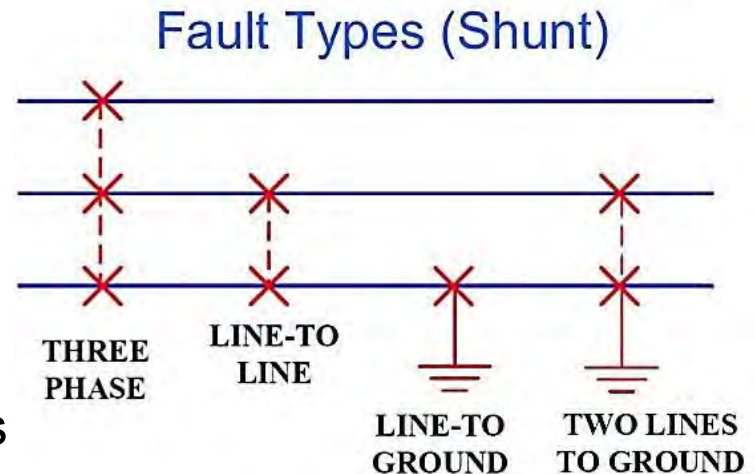 Fault Types (Shunt)
THREE
PHASE
LINE-TO
LINE
LINE-TO
GROUND
TWO LINES
TO GROUND
s